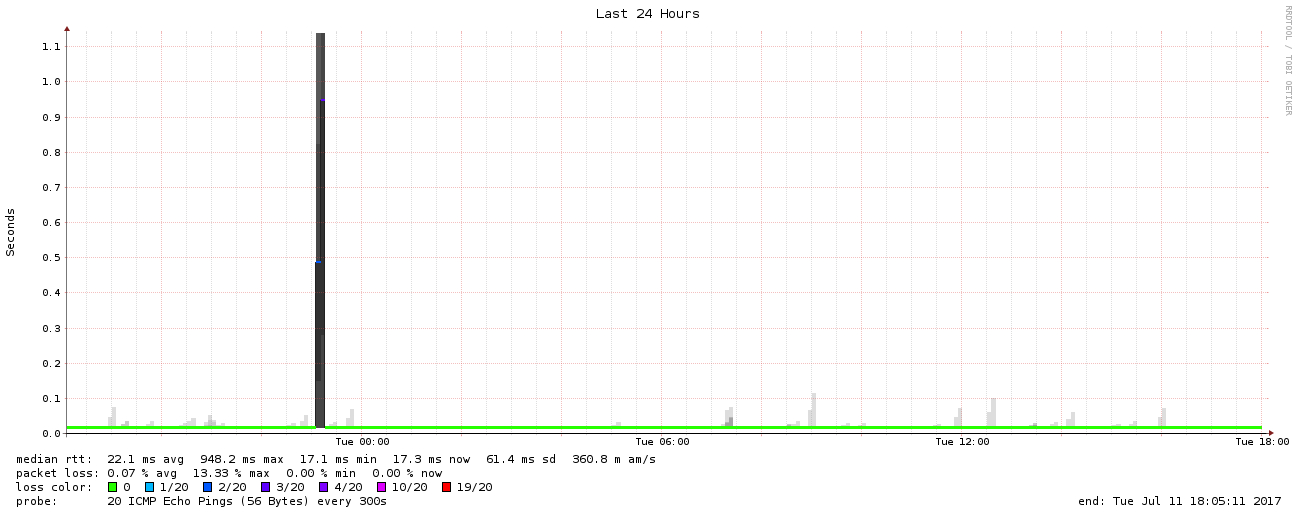 Last 24 Hours
RRDTOOL / TOBI OETIKER
Seconds
1.1
1.0
0.9
0.8
0.7
0.6
0.5
0.4
0.3
0.2
0.1
0.0
Tue 00:00 Tue 06:00 Tue 12:00 Tue 18:00
median rtt: 22.1 ms avg 948.2 ms max 17.1 ms min 17.3 ms now 61.4 ms sd 360.8 m am/s
packet loss: 0.07 % avg 13.33 % max 0.00 % min 0.00 % now
loss color: 0 1/20 2/20 3/20 4/20 10/20 19/20
probe: 20 ICMP Echo Pings (56 Bytes) every 300s end: Tue Jul 11 18:05:11 2017